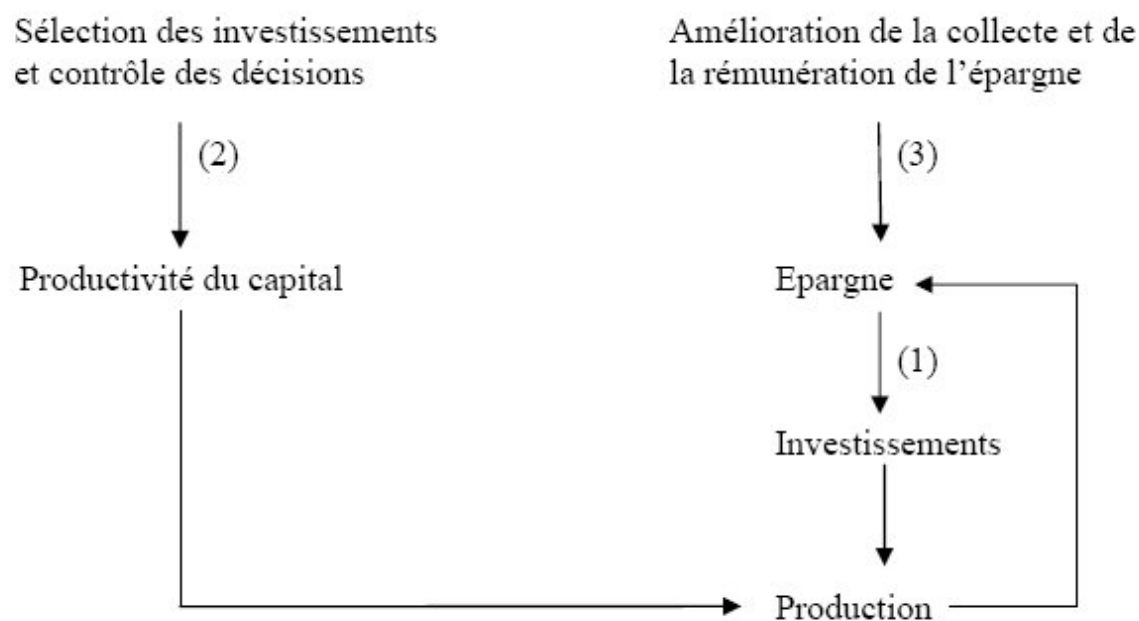 Sélection des investissements
et contrôle des décisions
Amélioration de la collecte et de
la rémunération de l'épargne
(2)
(3)
Productivité du capital
Epargne
(1)
Investissements
Production